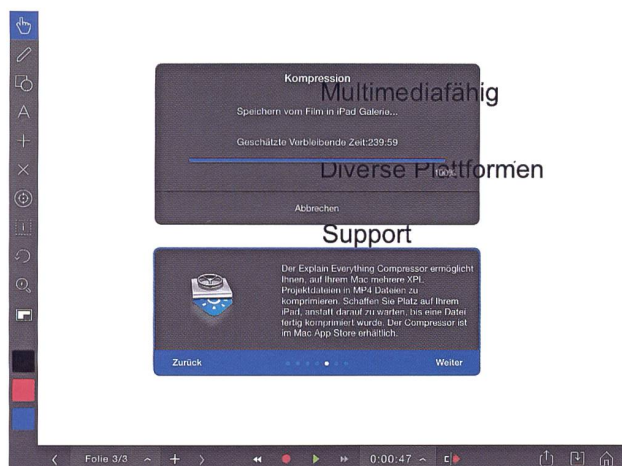 Kompression
Multimediafähig
Speichern vom Film in iPad Galerie...
Geschätzte Verbleibende Zeit:239:59
Diverse Plattformen
100%
Abbrechen
Support
Der Explain Everything Compressor ermöglicht
Ihnen, auf Ihrem Mac mehrere XPL
Projektdateien in MP4 Dateien zu
komprimieren. Schaffen Sie Platz auf Ihrem
iPad, anstatt darauf zu warten, bis eine Datei
fertig komprimiert wurde. Der Compressor ist
im Mac App Store erhältlich.
Zurück
Weiter
A
Folie 3/3
0:00:47